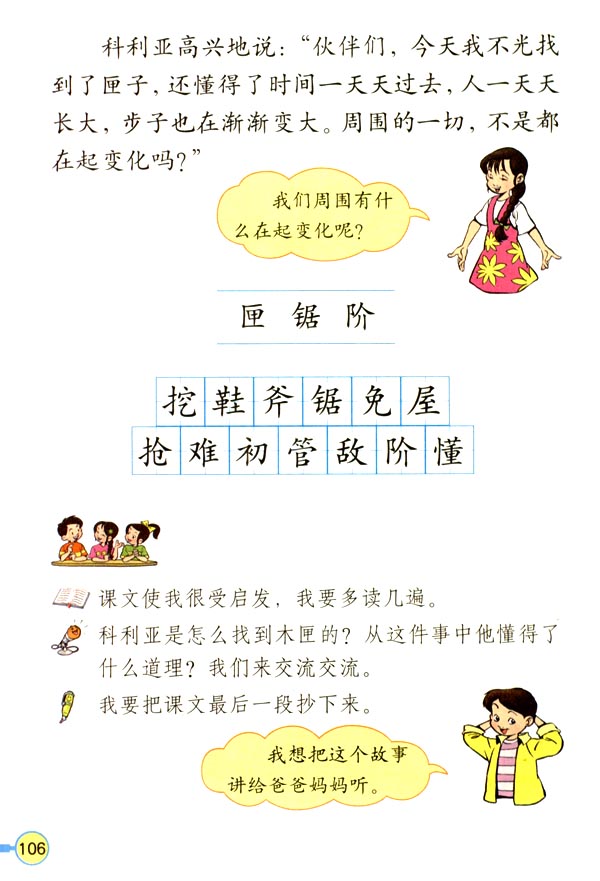 科利亚高兴地说：“伙伴们，今天我不光找
到了匣子，还懂得了时间一天天过去，人一天天
长大，步子也在渐渐变大。周围的一切，不是都
在起变化吗？”
我们周围有什
么在起变化呢？
匣 锯 阶
挖 鞋 斧 锯 免 屋
抢 难 初 管 敌 阶 懂
课文使我很受启发，我要多读几遍。
科利亚是怎么找到木匣的？从这件事中他懂得了
什么道理？我们来交流交流。
我要把课文最后一段抄下来。
我想把这个故事
讲给爸爸妈妈听。
106